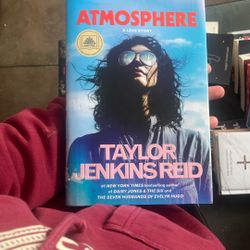 ATMOSPHERE
A LOVE STORY
TAYLOR
JENKINS REID
#1 NEW YORK TIMES bestselling author
of DAISY JONES & THE SIX and
THE SEVEN HUSBANDS OF EVELYN HUGO